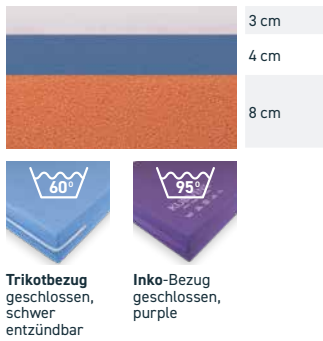 3 cm
4 cm
8 cm
60°
95°
Trikotbezug
geschlossen,
schwer
entzündbar
Inko-Bezug
geschlossen,
purple